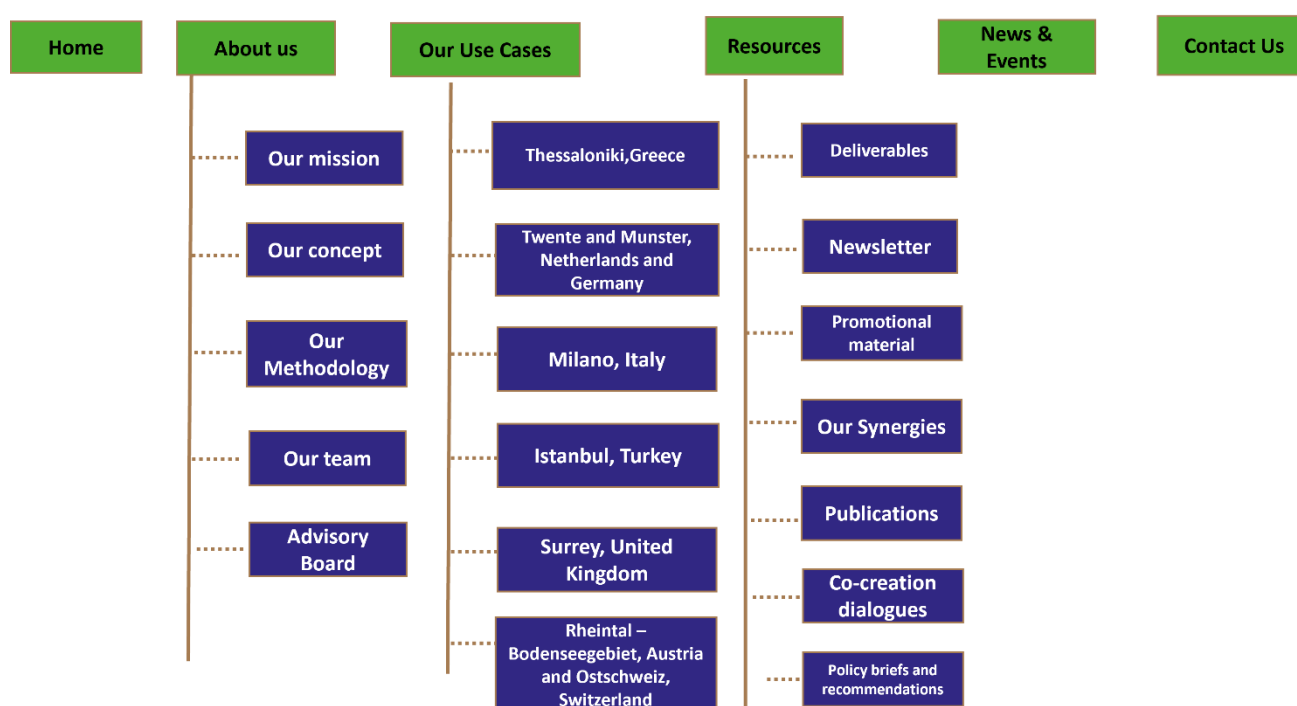 Home
About us
Our Use Cases
Resources
News &
Events
Contact Us
Our mission
Our concept
Our
Methodology
Our team
Advisory
Board
Thessaloniki,Greece
Twente and Munster,
Netherlands and
Germany
Milano, Italy
Istanbul, Turkey
Surrey, United
Kingdom
Rheintal –
Bodenseegebiet, Austria
and Ostschweiz,
Switzerland
Deliverables
Newsletter
Promotional
material
Our Synergies
Publications
Co-creation
dialogues
Policy briefs and
recommendations